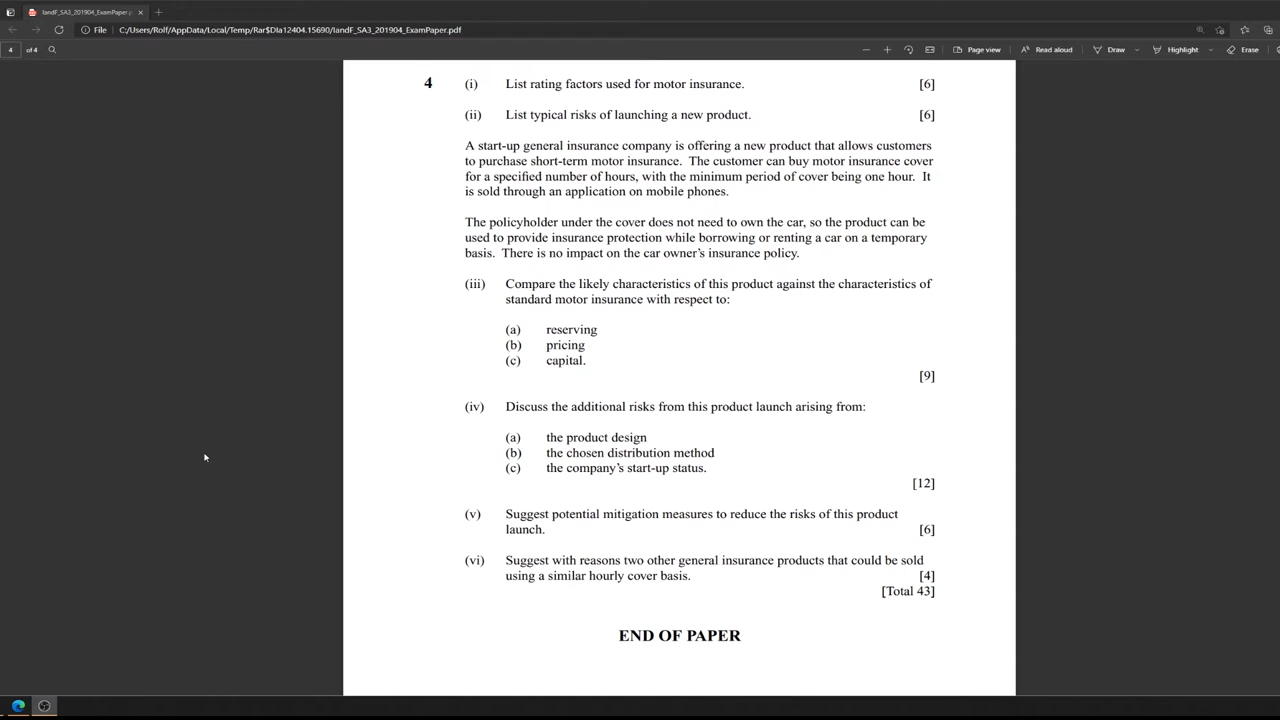 IandF_SA3_201904_ExamPaper.p
File C:/Users/Rolf/AppData/Local/Temp/Rar$DIa12404.15690/IandF_SA3_201904_ExamPaper.pdf
4 of 4 Page view Read aloud Draw Highlight Erase
4 (i) List rating factors used for motor insurance. [6]
(ii) List typical risks of launching a new product. [6]
A start-up general insurance company is offering a new product that allows customers
to purchase short-term motor insurance. The customer can buy motor insurance cover
for a specified number of hours, with the minimum period of cover being one hour. It
is sold through an application on mobile phones.
The policyholder under the cover does not need to own the car, so the product can be
used to provide insurance protection while borrowing or renting a car on a temporary
basis. There is no impact on the car owner's insurance policy.
(iii) Compare the likely characteristics of this product against the characteristics of
standard motor insurance with respect to:
(a) reserving
(b) pricing
(c) capital.
[9]
(iv) Discuss the additional risks from this product launch arising from:
(a) the product design
(b) the chosen distribution method
(c) the company's start-up status.
[12]
(v) Suggest potential mitigation measures to reduce the risks of this product
launch. [6]
(vi) Suggest with reasons two other general insurance products that could be sold
using a similar hourly cover basis. [4]
[Total 43]
END OF PAPER